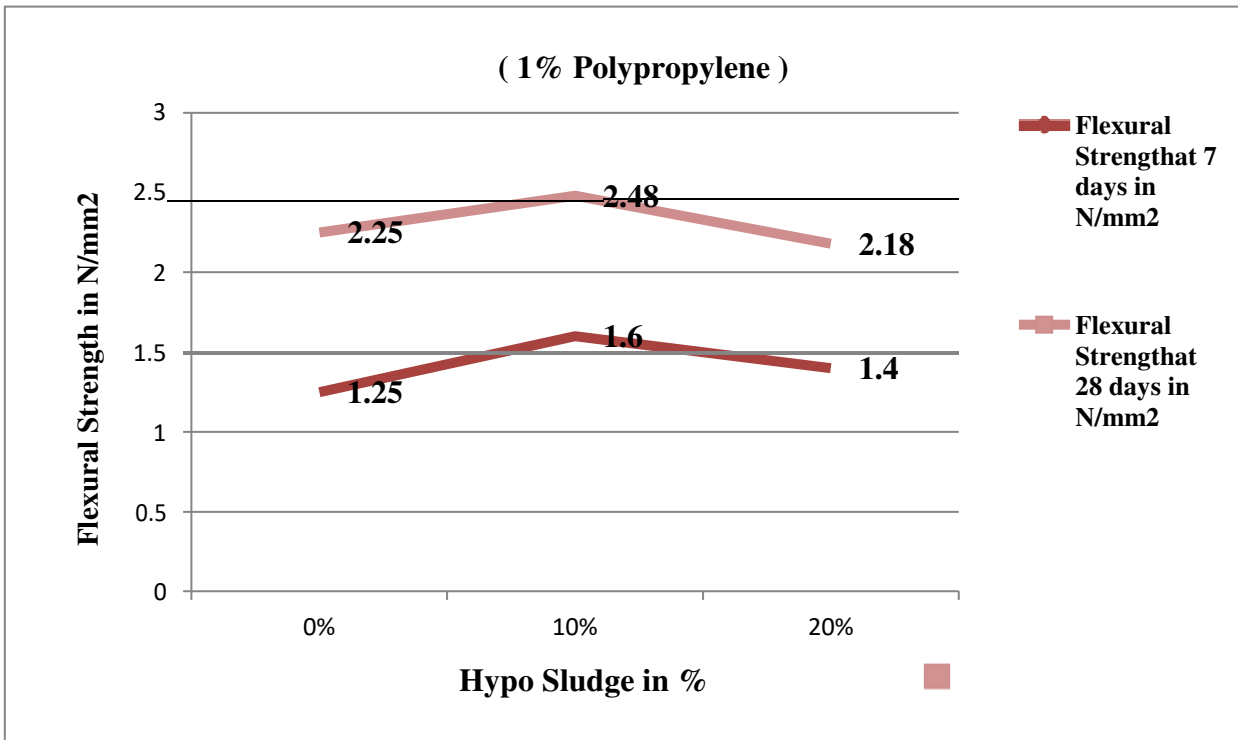 ( 1% Polypropylene )
3
2.5
2
1.5
1
0.5
0
Flexural Strength in N/mm2
2.25
2.48
2.18
1.25
1.6
1.4
0%
10%
20%
Hypo Sludge in %
Flexural
Strengthat 7
days in
N/mm2
Flexural
Strengthat
28 days in
N/mm2